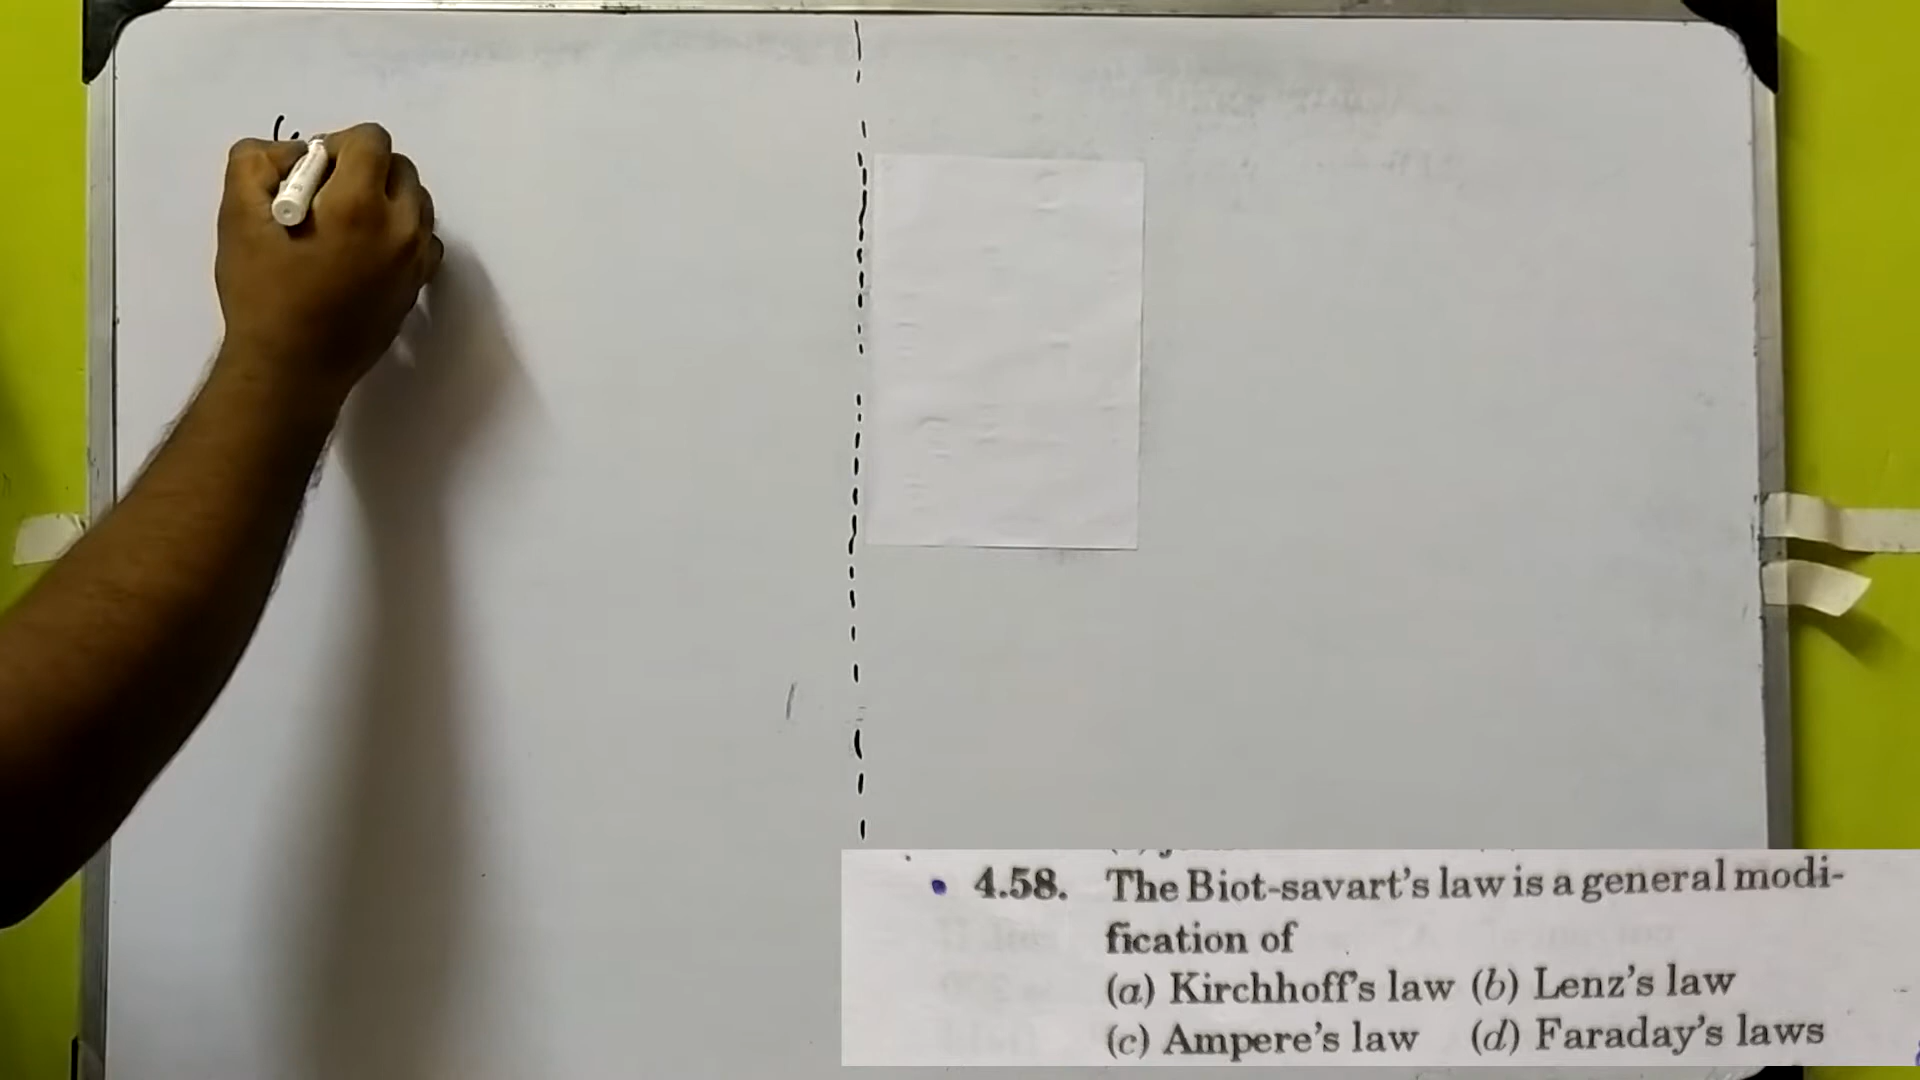 (
• 4.58. The Biot-savart's law is a general modi-
fication of
(a) Kirchhoff's law (b) Lenz's law
(c) Ampere's law (d) Faraday's laws